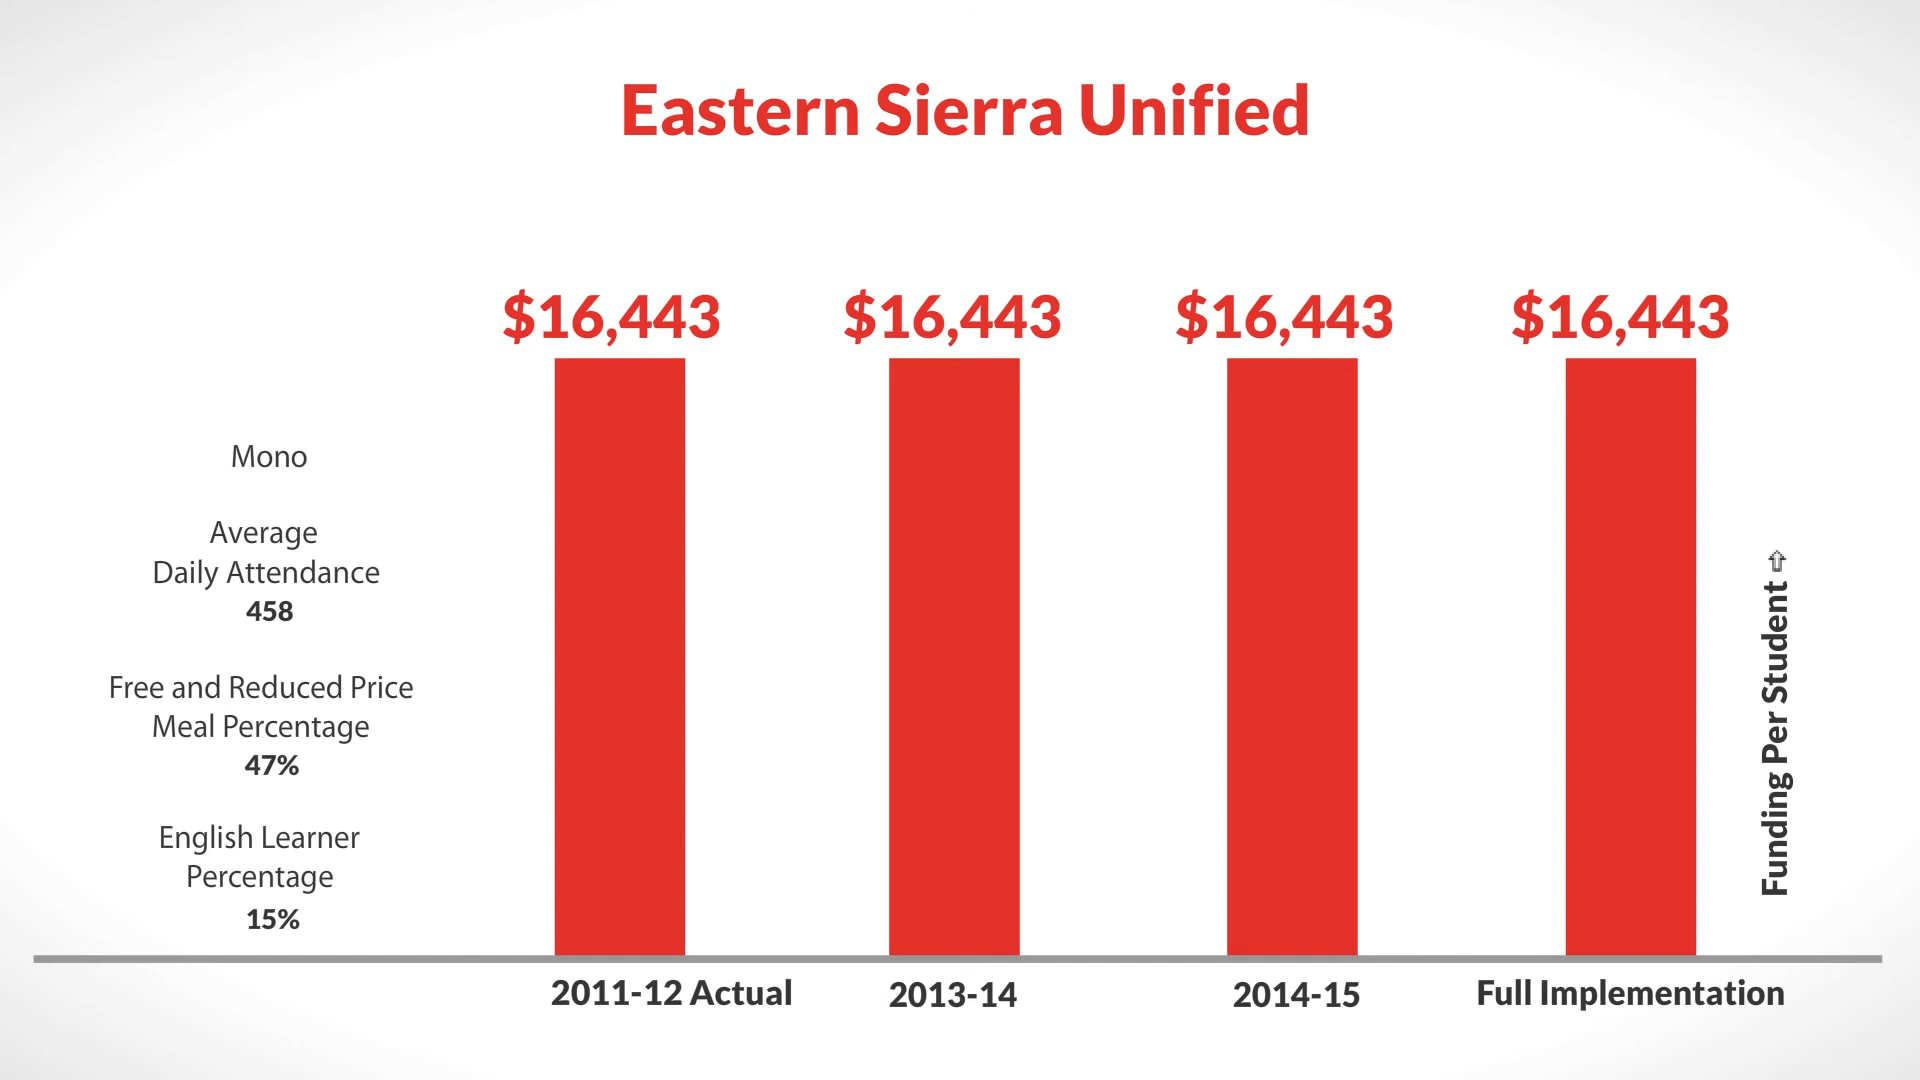 Eastern Sierra Unified
$16,443 $16,443 $16,443 $16,443
Mono
Average
Daily Attendance
458
Free and Reduced Price
Meal Percentage
47%
English Learner
Percentage
15%
Funding Per Student ⇧
2011-12 Actual 2013-14 2014-15 Full Implementation